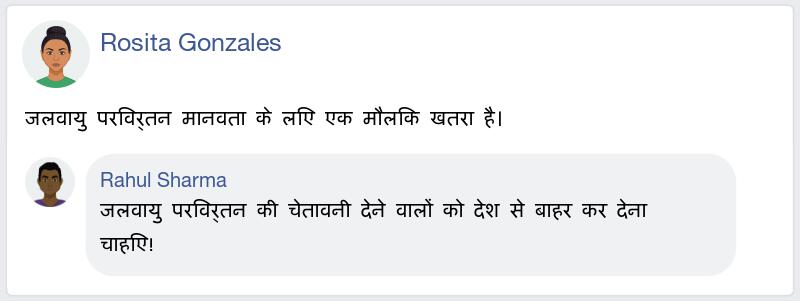 Rosita Gonzales
जलवायु परिवर्तन मानवता के लिए एक मौलिक खतरा है।
Rahul Sharma
जलवायु परिवर्तन की चेतावनी देने वालों को देश से बाहर कर देना
चाहिए!